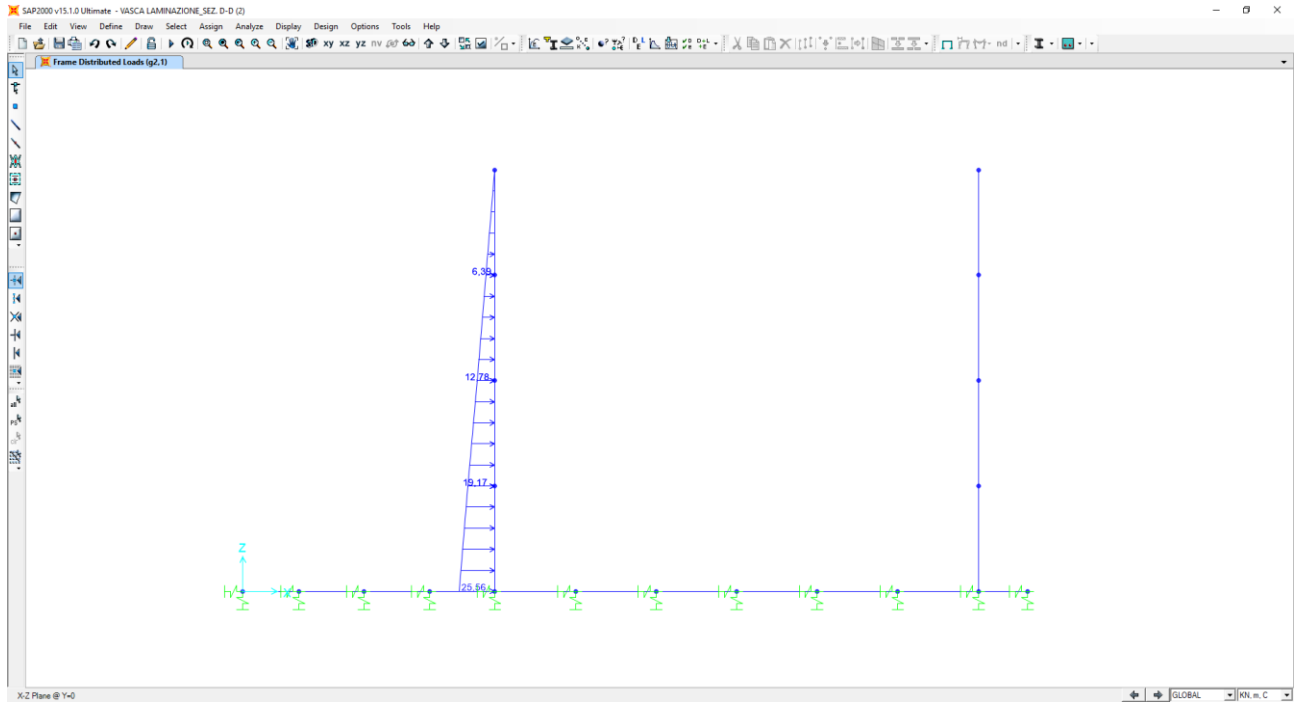 SAP2000 v15.1.0 Ultimate - VASCA LAMINAZIONE_SEZ. D-D (2)
File Edit View Define Draw Select Assign Analyze Display Design Options Tools Help
xy xz yz nv
nd
Frame Distributed Loads (g2,1)
6,39
12,78
19,17
Z
X
25,56
X-Z Plane @ Y=0
GLOBAL
KN, m, C